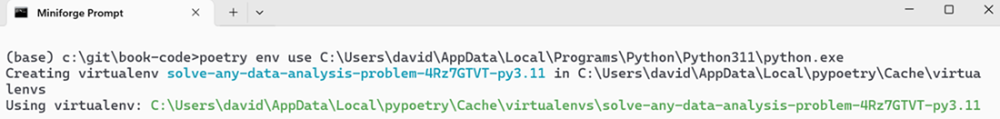 Miniforge Prompt
(base) c:\git\book-code>poetry env use C:\Users\david\AppData\Local\Programs\Python\Python311\python.exe
Creating virtualenv solve-any-data-analysis-problem-4Rz7GTVT-py3.11 in C:\Users\david\AppData\Local\pypoetry\Cache\virtua
lenvs
Using virtualenv: C:\Users\david\AppData\Local\pypoetry\Cache\virtualenvs\solve-any-data-analysis-problem-4Rz7GTVT-py3.11